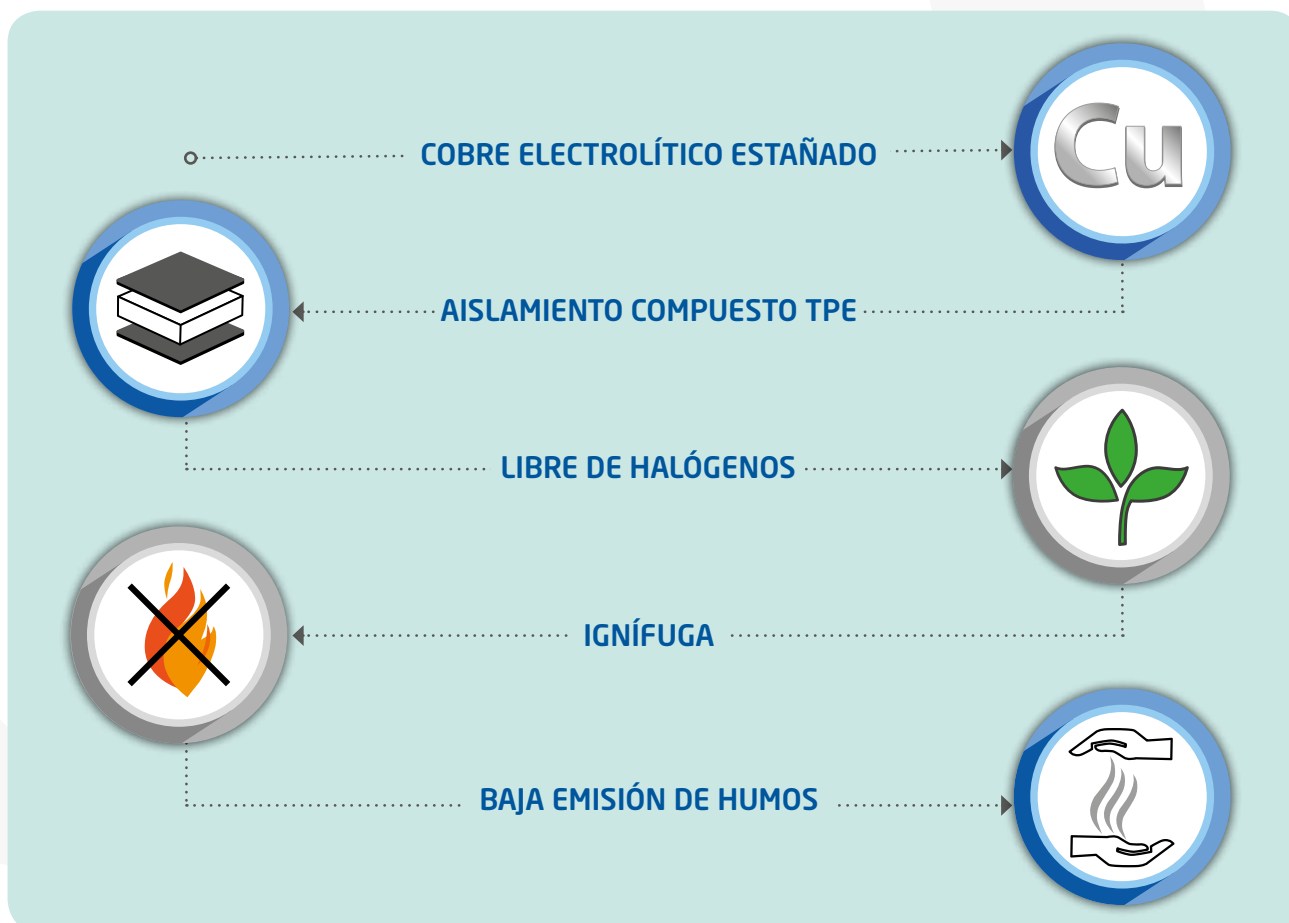 COBRE ELECTROLÍTICO ESTAÑADO
Cu
AISLAMIENTO COMPUESTO TPE
LIBRE DE HALÓGENOS
IGNÍFUGA
BAJA EMISIÓN DE HUMOS